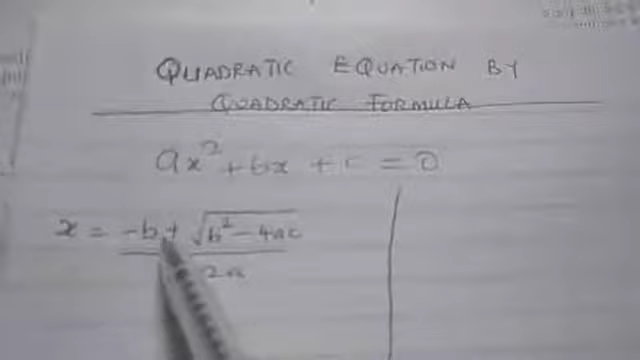 QUADRATIC EQUATION BY
QUADRATIC FORMULA
ax² + bx + c = 0
x = -b ± √(b² - 4ac)
2a